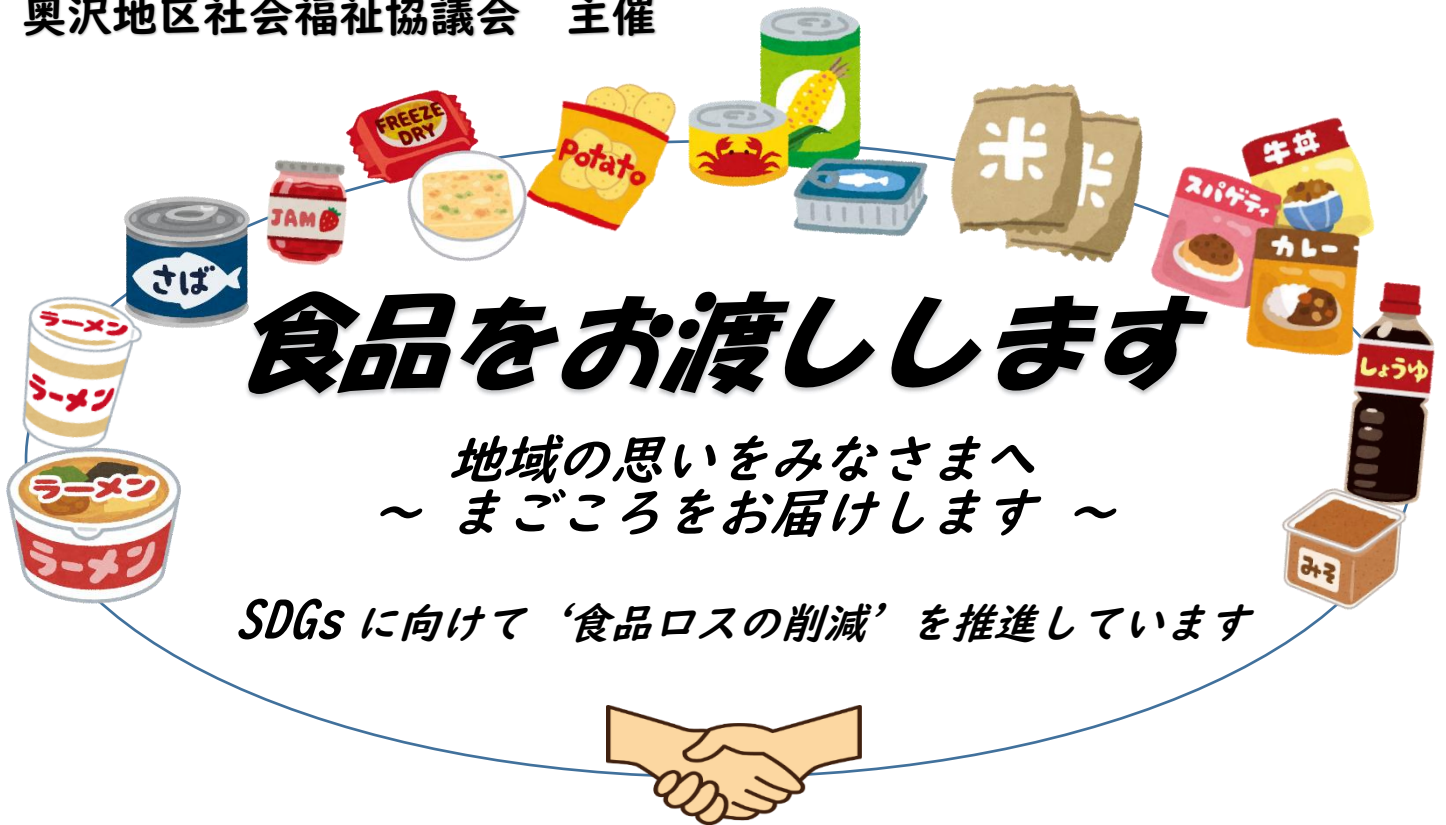 奥沢地区社会福祉協議会　主催
FREEZE
DRY
Potato
JAM
さば
米
米
牛丼
スパゲティ
カレー
ラーメン
ラーメン
しょうゆ
食品をお渡しします
地域の思いをみなさまへ
～ まごころをお届けします ～
ラーメン
ラーメン
みそ
SDGs に向けて‘食品ロスの削減’を推進しています